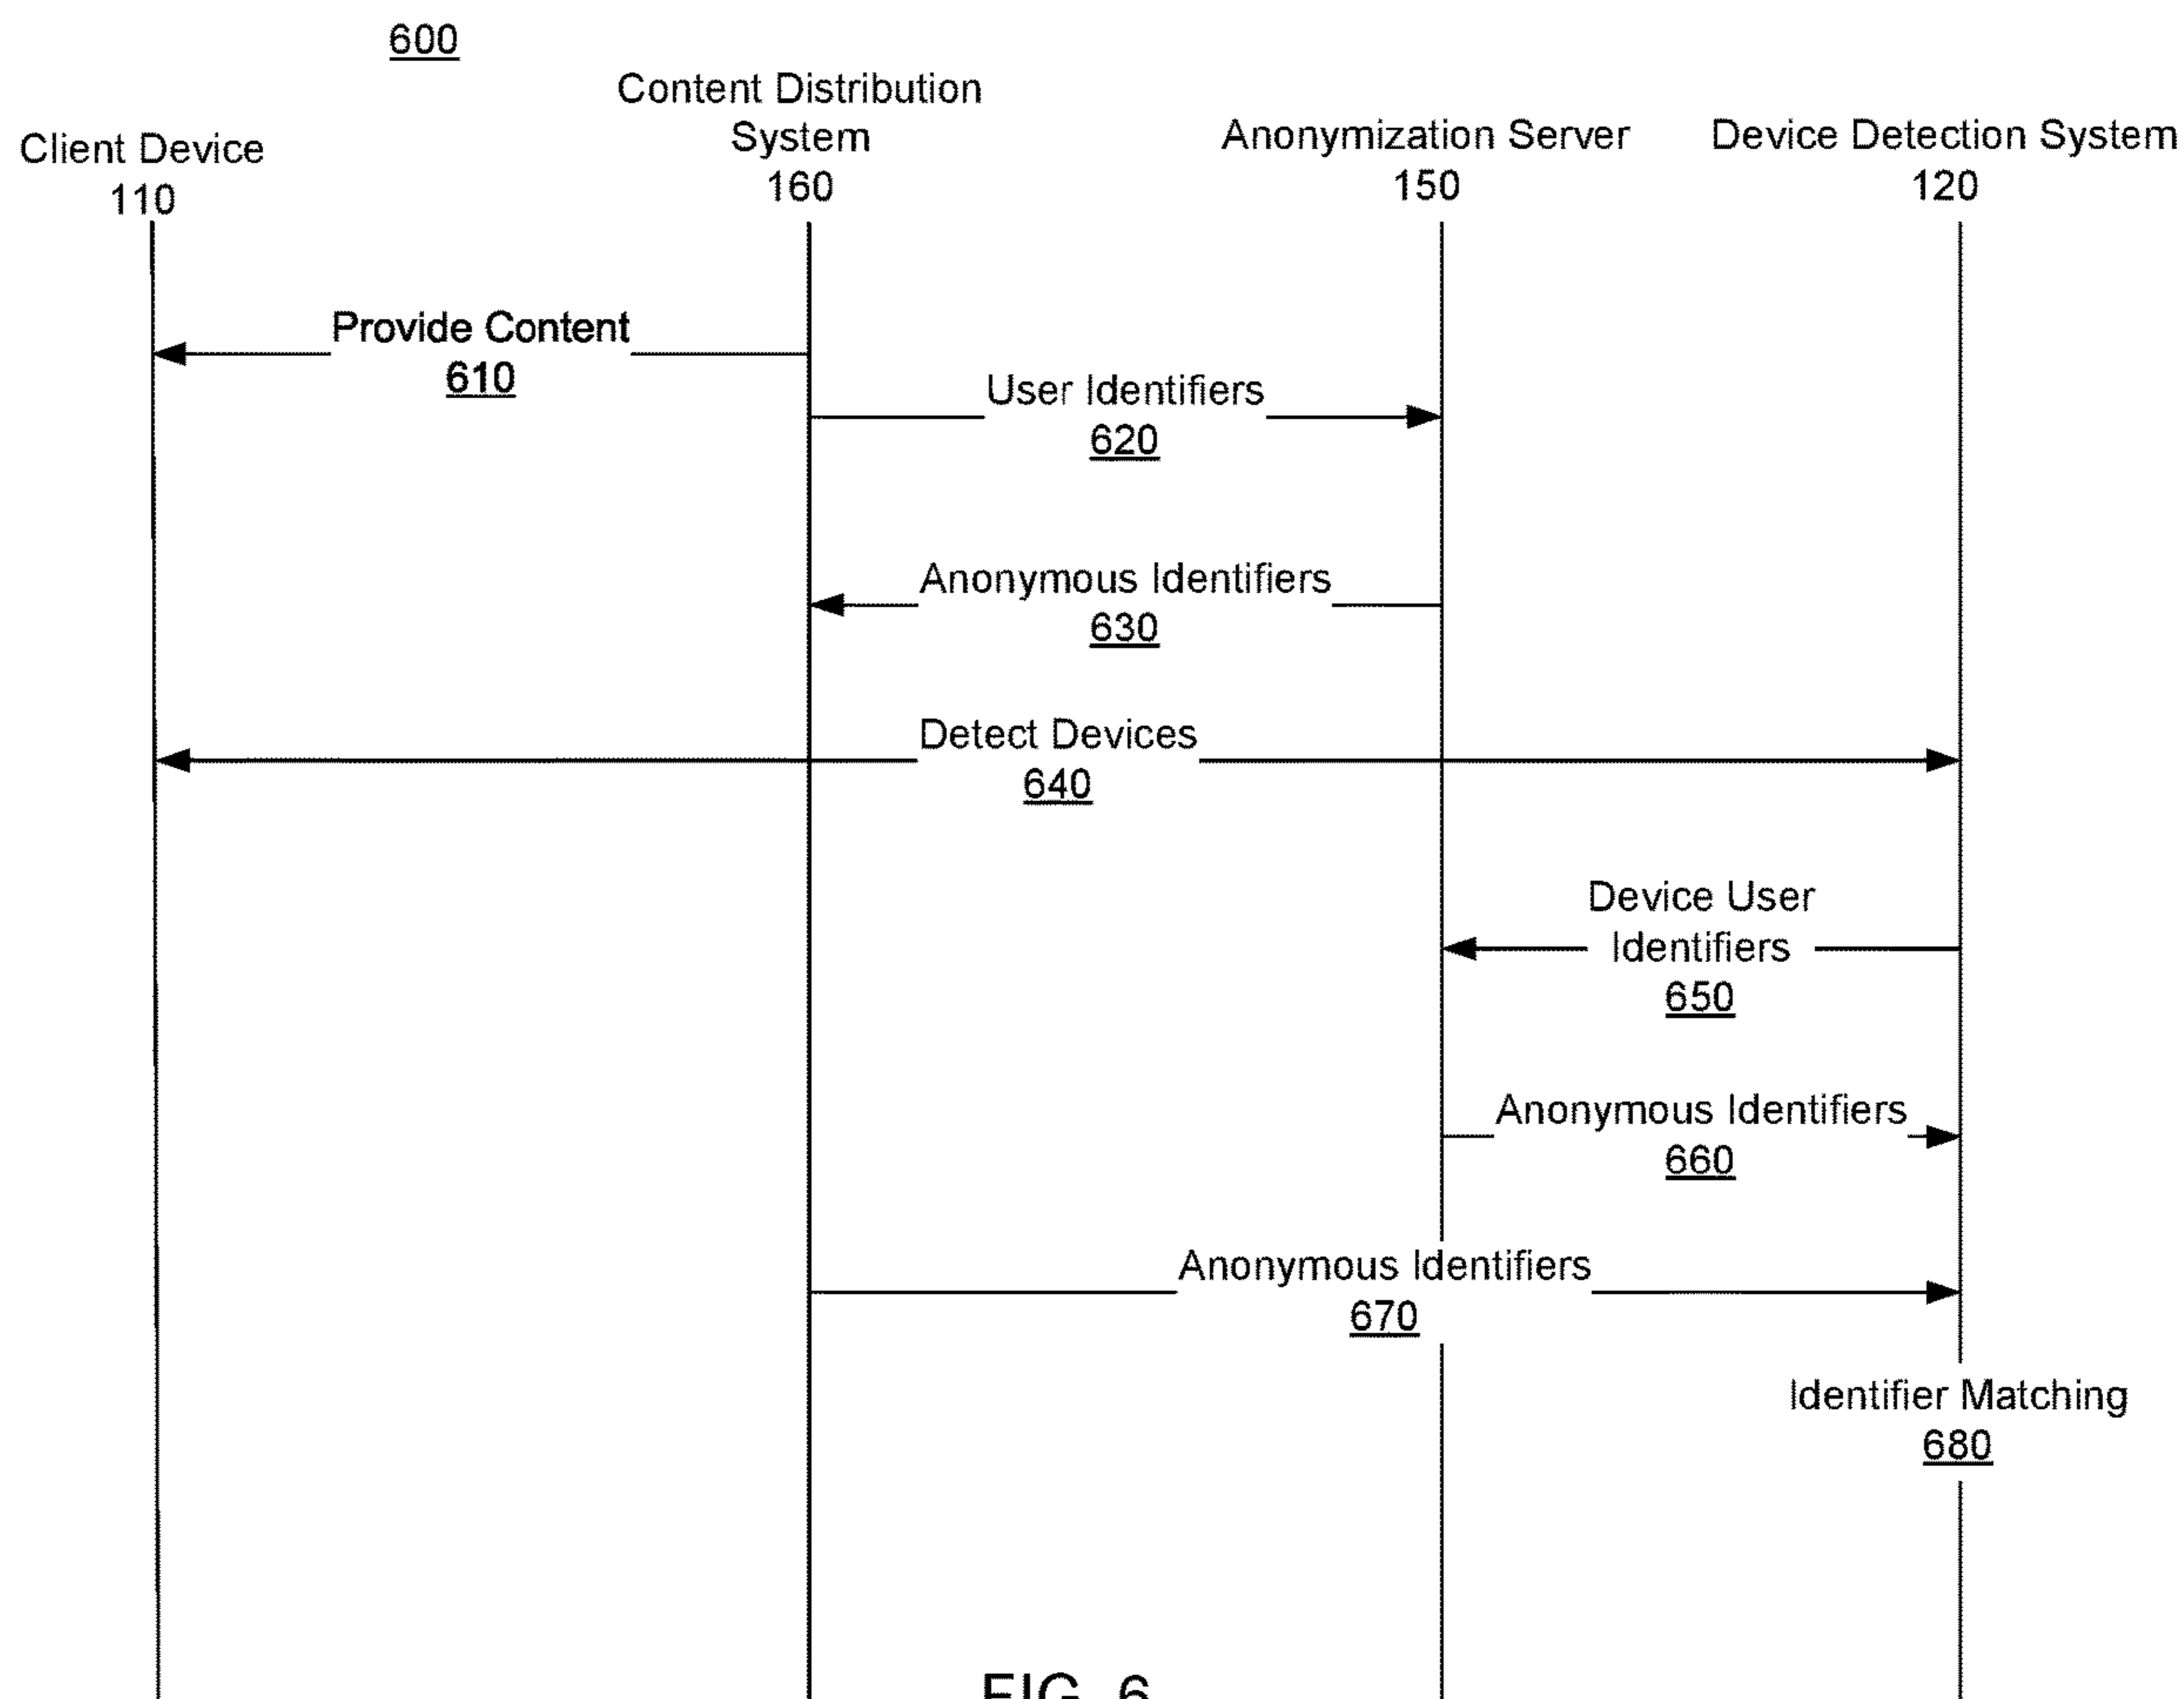 600
Content Distribution
System
160
Client Device
110
Anonymization Server
150
Device Detection System
120
Provide Content
610
User Identifiers
620
Anonymous Identifiers
630
Detect Devices
640
Device User
Identifiers
650
Anonymous Identifiers
660
Anonymous Identifiers
670
Identifier Matching
680
FIG. 6